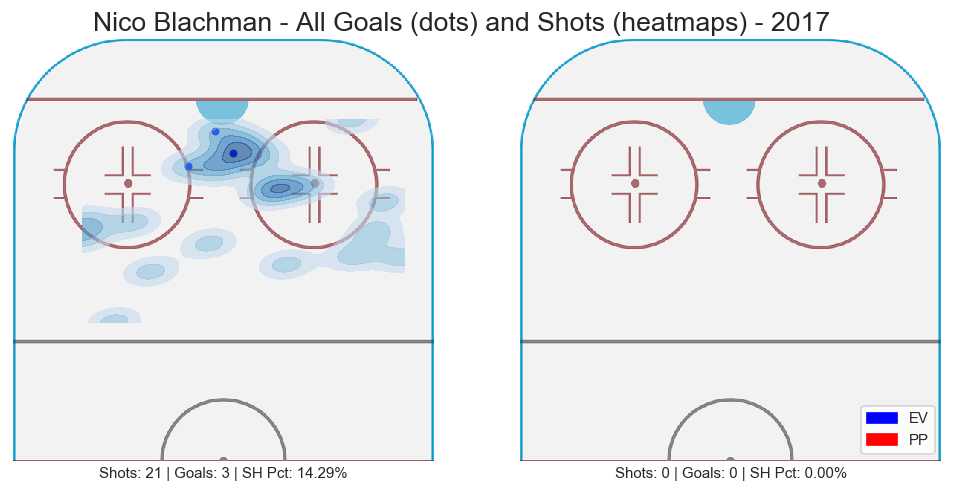 Nico Blachman - All Goals (dots) and Shots (heatmaps) - 2017
EV
PP
Shots: 21 | Goals: 3 | SH Pct: 14.29%
Shots: 0 | Goals: 0 | SH Pct: 0.00%